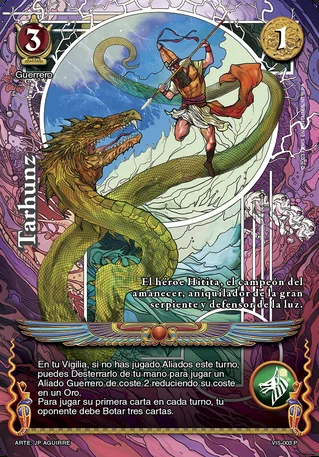 3
1
Guerrero
Tarhunz
El héroe Hitita, el campeón del
amanecer, aniquilador de la gran
serpiente y defensor de la luz.
En tu Vigilia, si no has jugado Aliados este turno,
puedes Desterrarlo de tu mano para jugar un
Aliado Guerrero de coste 2 reduciendo su coste
en un Oro.
Para jugar su primera carta en cada turno, tu
oponente debe Botar tres cartas.
ARTE: JP AGUIRRE
VIS-003 P